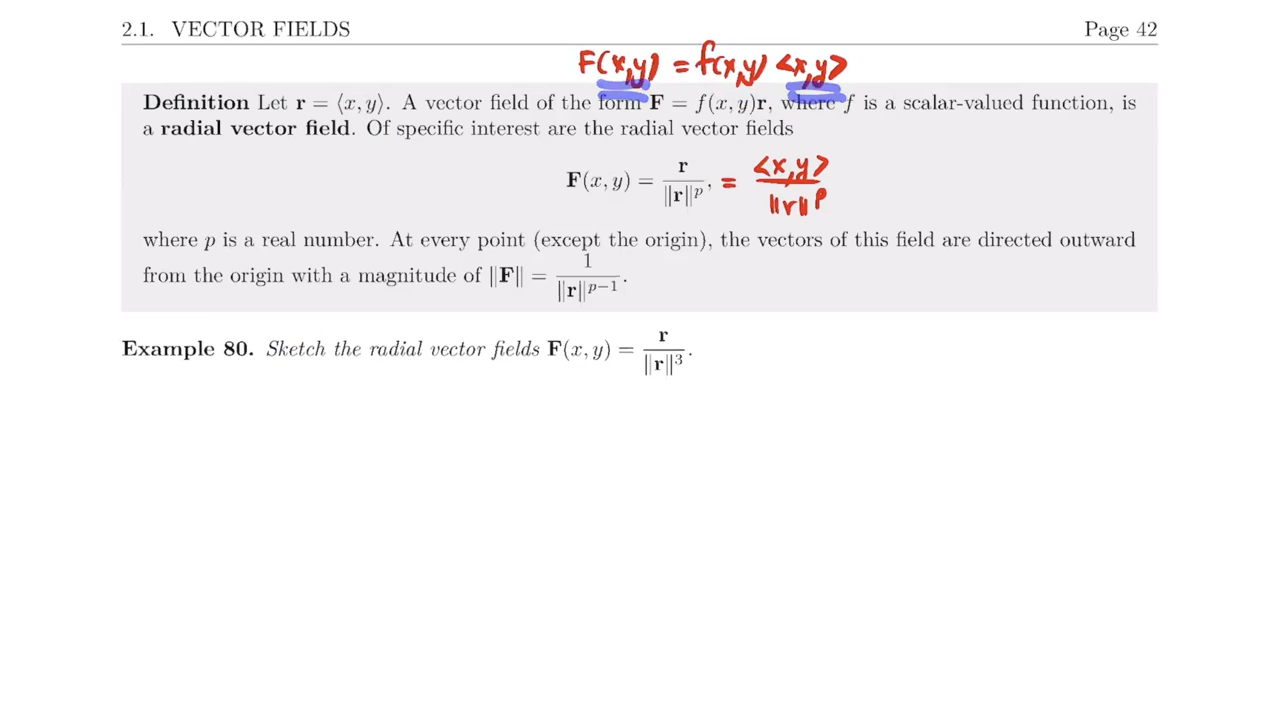 2.1. VECTOR FIELDS Page 42
F(x,y) = f(x,y) <x,y>
Definition Let r = ⟨x, y⟩. A vector field of the form F = f(x, y)r, where f is a scalar-valued function, is
a radial vector field. Of specific interest are the radial vector fields
F(x, y) = r / ‖r‖^p, = <x,y> / ‖r‖^p
where p is a real number. At every point (except the origin), the vectors of this field are directed outward
from the origin with a magnitude of ‖F‖ = 1 / ‖r‖^{p−1}.
Example 80. Sketch the radial vector fields F(x, y) = r / ‖r‖^3.